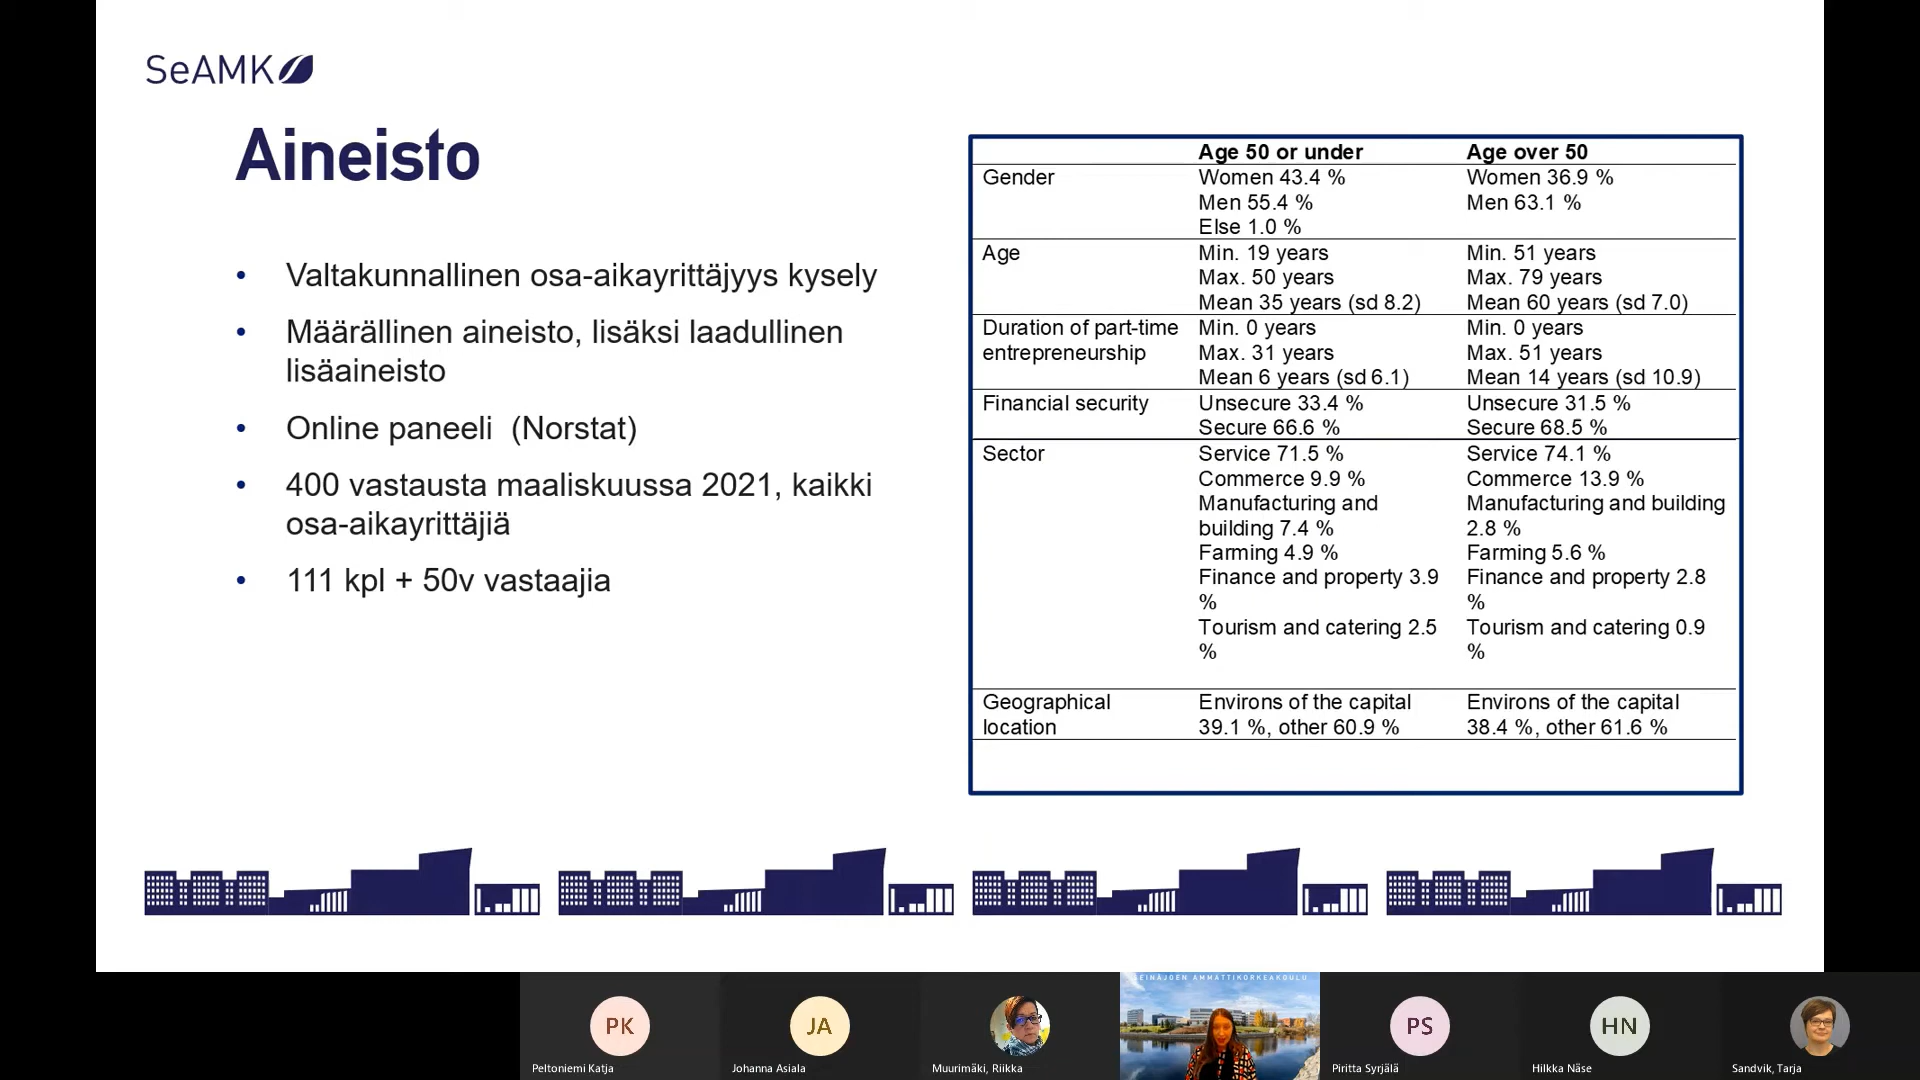 SeAMK
Aineisto
• Valtakunnallinen osa-aikayrittäjyys kysely
• Määrällinen aineisto, lisäksi laadullinen
lisäaineisto
• Online paneeli (Norstat)
• 400 vastausta maaliskuussa 2021, kaikki
osa-aikayrittäjiä
• 111 kpl + 50v vastaajia
Age 50 or under Age over 50
Gender Women 43.4 % Women 36.9 %
Men 55.4 % Men 63.1 %
Else 1.0 %
Age Min. 19 years Min. 51 years
Max. 50 years Max. 79 years
Mean 35 years (sd 8.2) Mean 60 years (sd 7.0)
Duration of part-time Min. 0 years Min. 0 years
entrepreneurship Max. 31 years Max. 51 years
Mean 6 years (sd 6.1) Mean 14 years (sd 10.9)
Financial security Unsecure 33.4 % Unsecure 31.5 %
Secure 66.6 % Secure 68.5 %
Sector Service 71.5 % Service 74.1 %
Commerce 9.9 % Commerce 13.9 %
Manufacturing and Manufacturing and building
building 7.4 % 2.8 %
Farming 4.9 % Farming 5.6 %
Finance and property 3.9 Finance and property 2.8
% %
Tourism and catering 2.5 Tourism and catering 0.9
% %
Geographical Environs of the capital Environs of the capital
location 39.1 %, other 60.9 % 38.4 %, other 61.6 %
EINÄJOEN AMMATTIKORKEAKOULU
PK JA PS HN
Peltoniemi Katja Johanna Asiala Muurimäki, Riikka Piritta Syrjälä Hilkka Näse Sandvik, Tarja